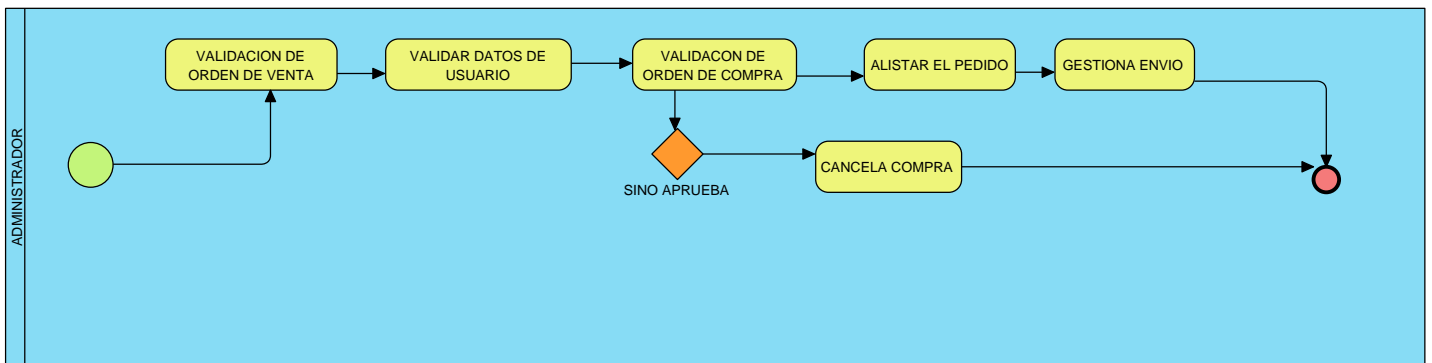 ADMINISTRADOR
VALIDACION DE
ORDEN DE VENTA
VALIDAR DATOS DE
USUARIO
VALIDACON DE
ORDEN DE COMPRA
ALISTAR EL PEDIDO
GESTIONA ENVIO
SINO APRUEBA
CANCELA COMPRA